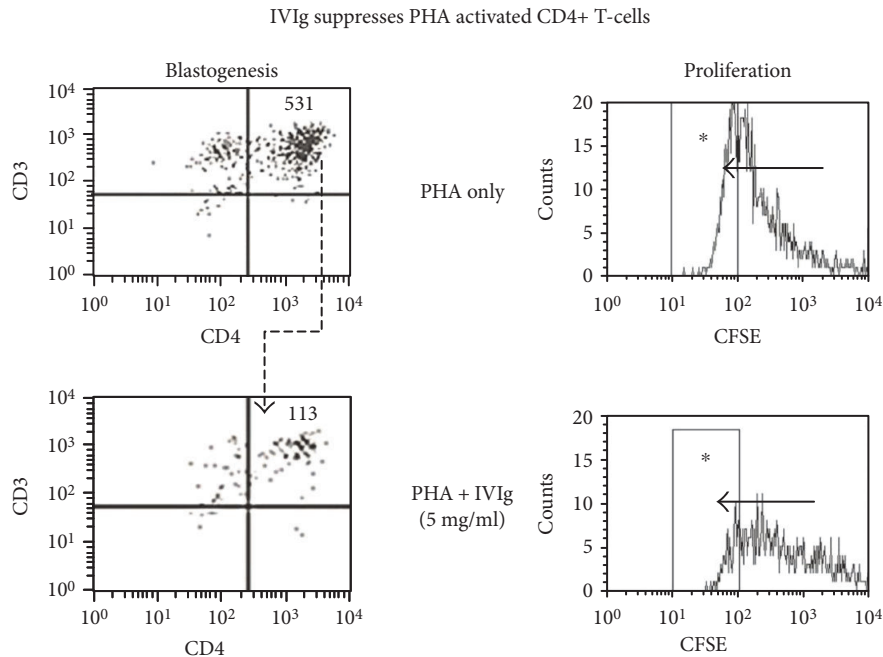 IVIg suppresses PHA activated CD4+ T-cells
Blastogenesis
Proliferation
10⁴
10³
10²
10¹
10⁰
CD3
531
10⁰ 10¹ 10² 10³ 10⁴
CD4
PHA only
20
15
10
5
0
Counts
*
10⁰ 10¹ 10² 10³ 10⁴
CFSE
10⁴
10³
10²
10¹
10⁰
CD3
113
10⁰ 10¹ 10² 10³ 10⁴
CD4
PHA + IVIg
(5 mg/ml)
20
15
10
5
0
Counts
*
10⁰ 10¹ 10² 10³ 10⁴
CFSE